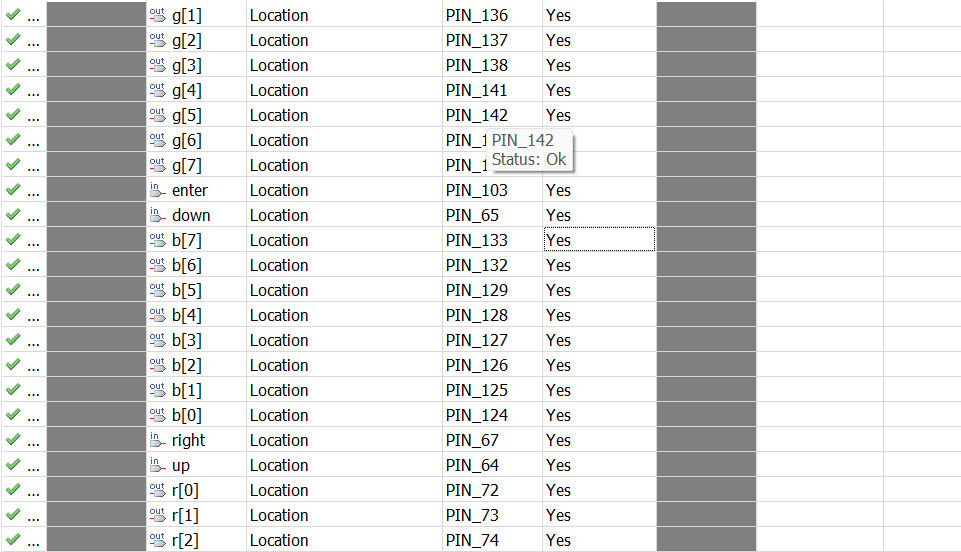 ... out g[1] Location PIN_136 Yes
... out g[2] Location PIN_137 Yes
... out g[3] Location PIN_138 Yes
... out g[4] Location PIN_141 Yes
... out g[5] Location PIN_142 Yes
... out g[6] Location PIN_1
PIN_142
Status: Ok
... out g[7] Location PIN_1
... in enter Location PIN_103 Yes
... in down Location PIN_65 Yes
... out b[7] Location PIN_133 Yes
... out b[6] Location PIN_132 Yes
... out b[5] Location PIN_129 Yes
... out b[4] Location PIN_128 Yes
... out b[3] Location PIN_127 Yes
... out b[2] Location PIN_126 Yes
... out b[1] Location PIN_125 Yes
... out b[0] Location PIN_124 Yes
... in right Location PIN_67 Yes
... in up Location PIN_64 Yes
... out r[0] Location PIN_72 Yes
... out r[1] Location PIN_73 Yes
... out r[2] Location PIN_74 Yes